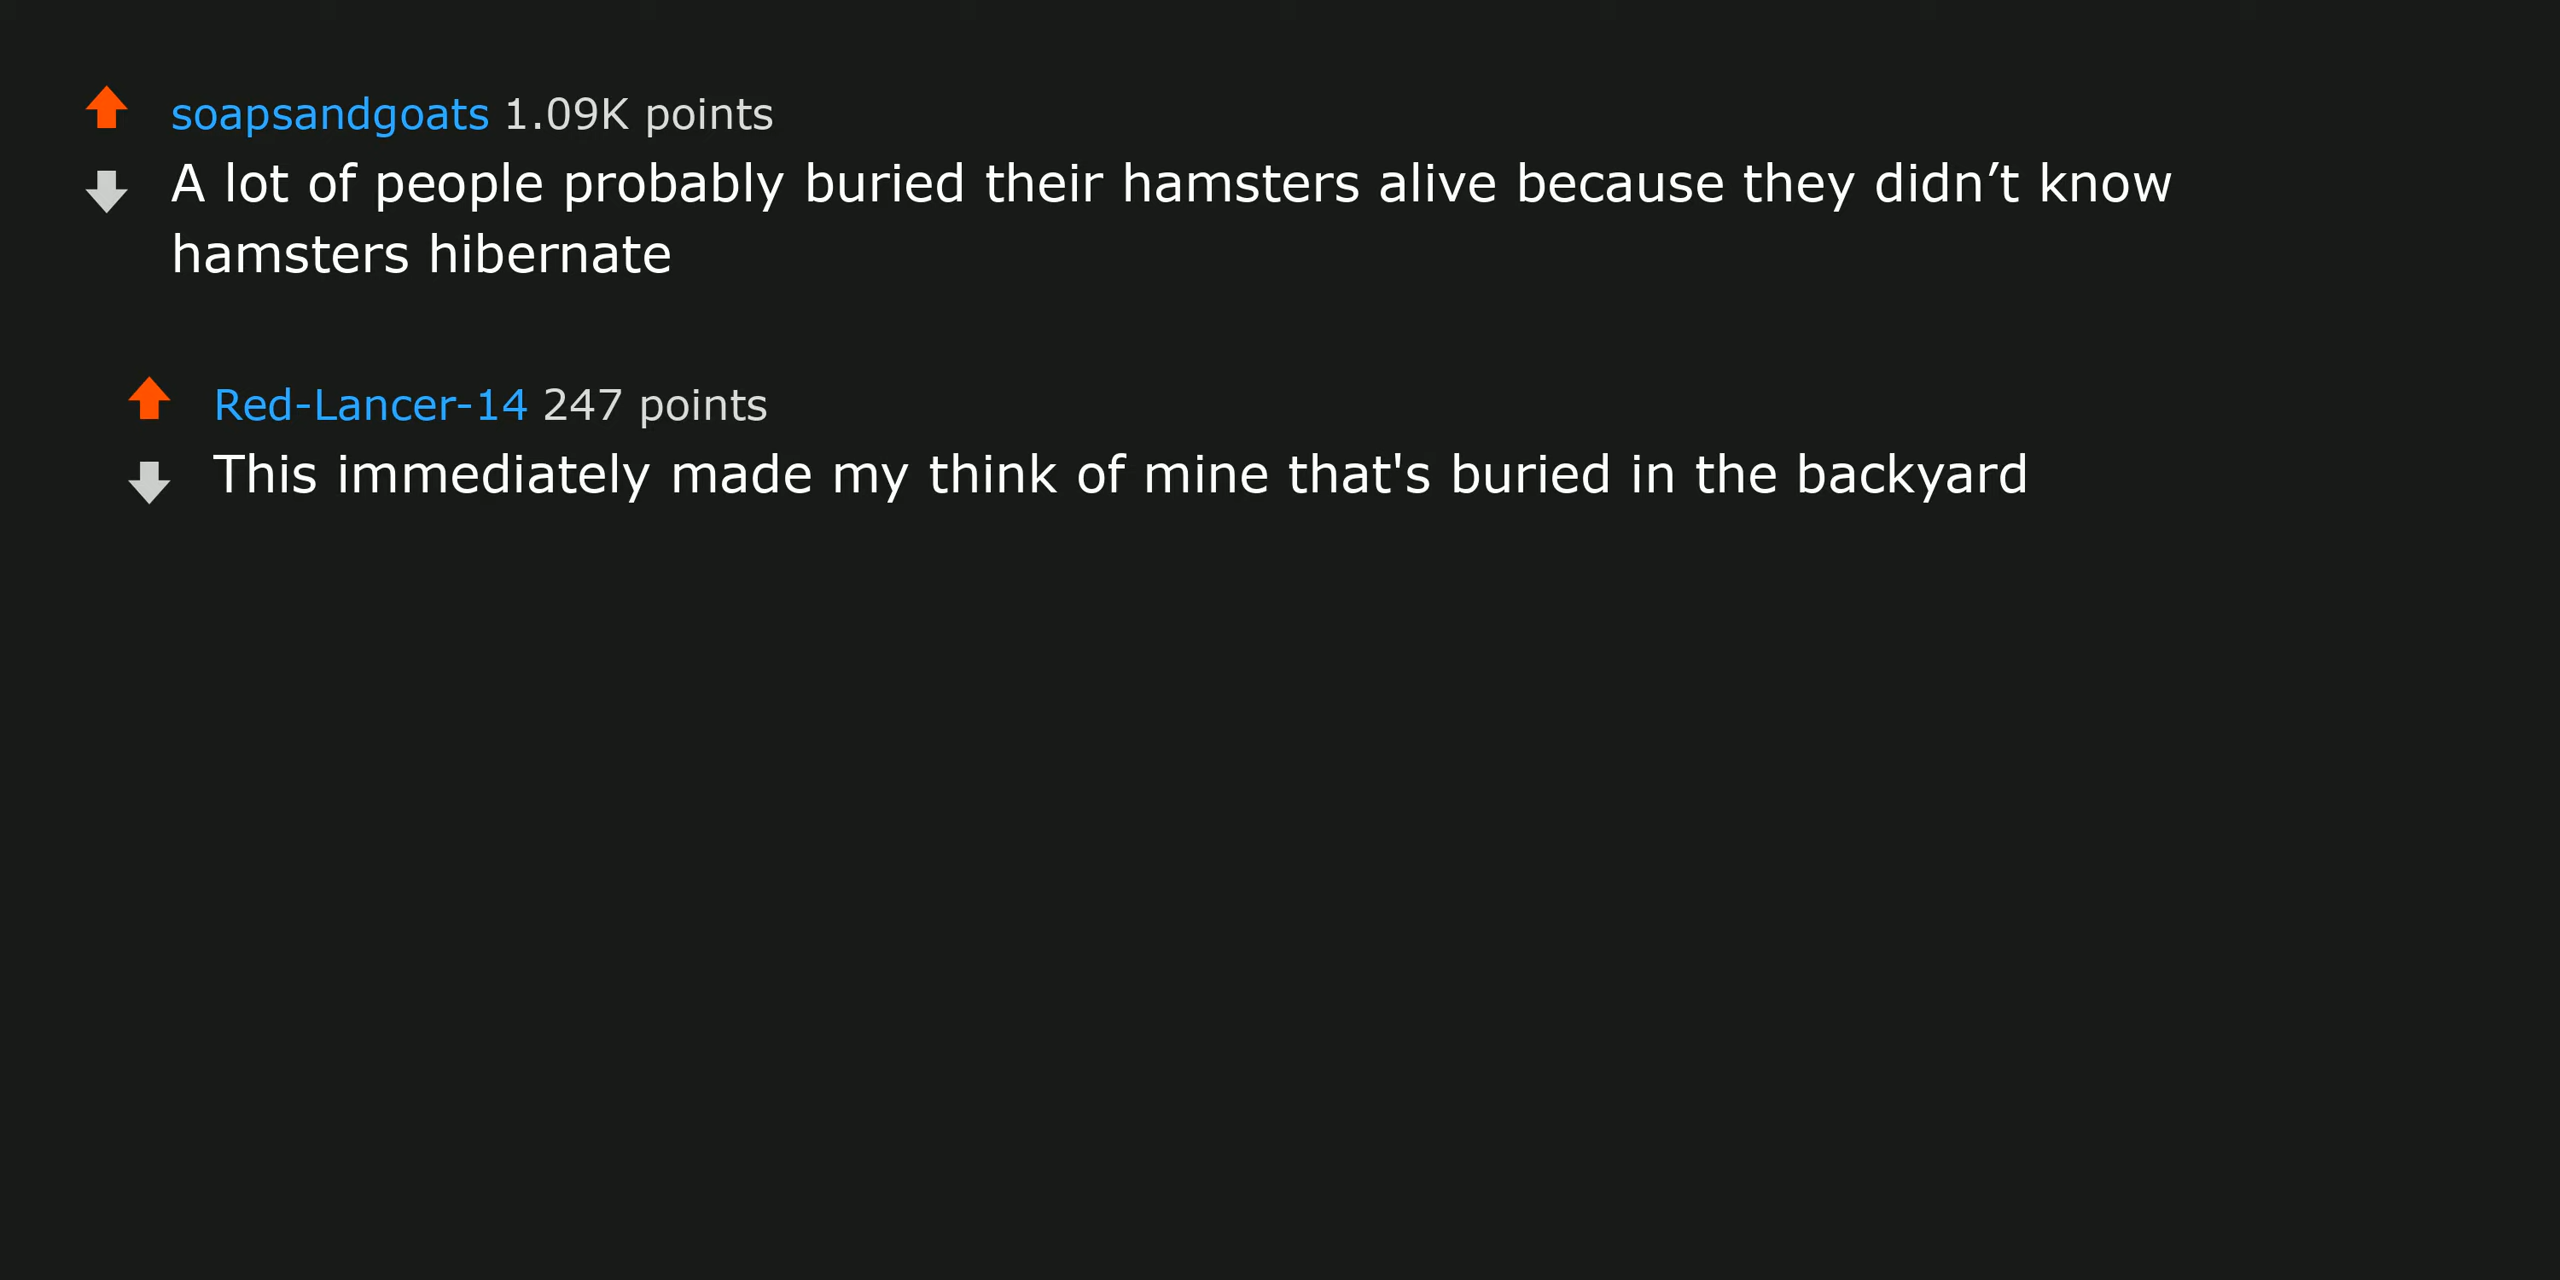 soapsandgoats 1.09K points
A lot of people probably buried their hamsters alive because they didn’t know
hamsters hibernate
Red-Lancer-14 247 points
This immediately made my think of mine that's buried in the backyard